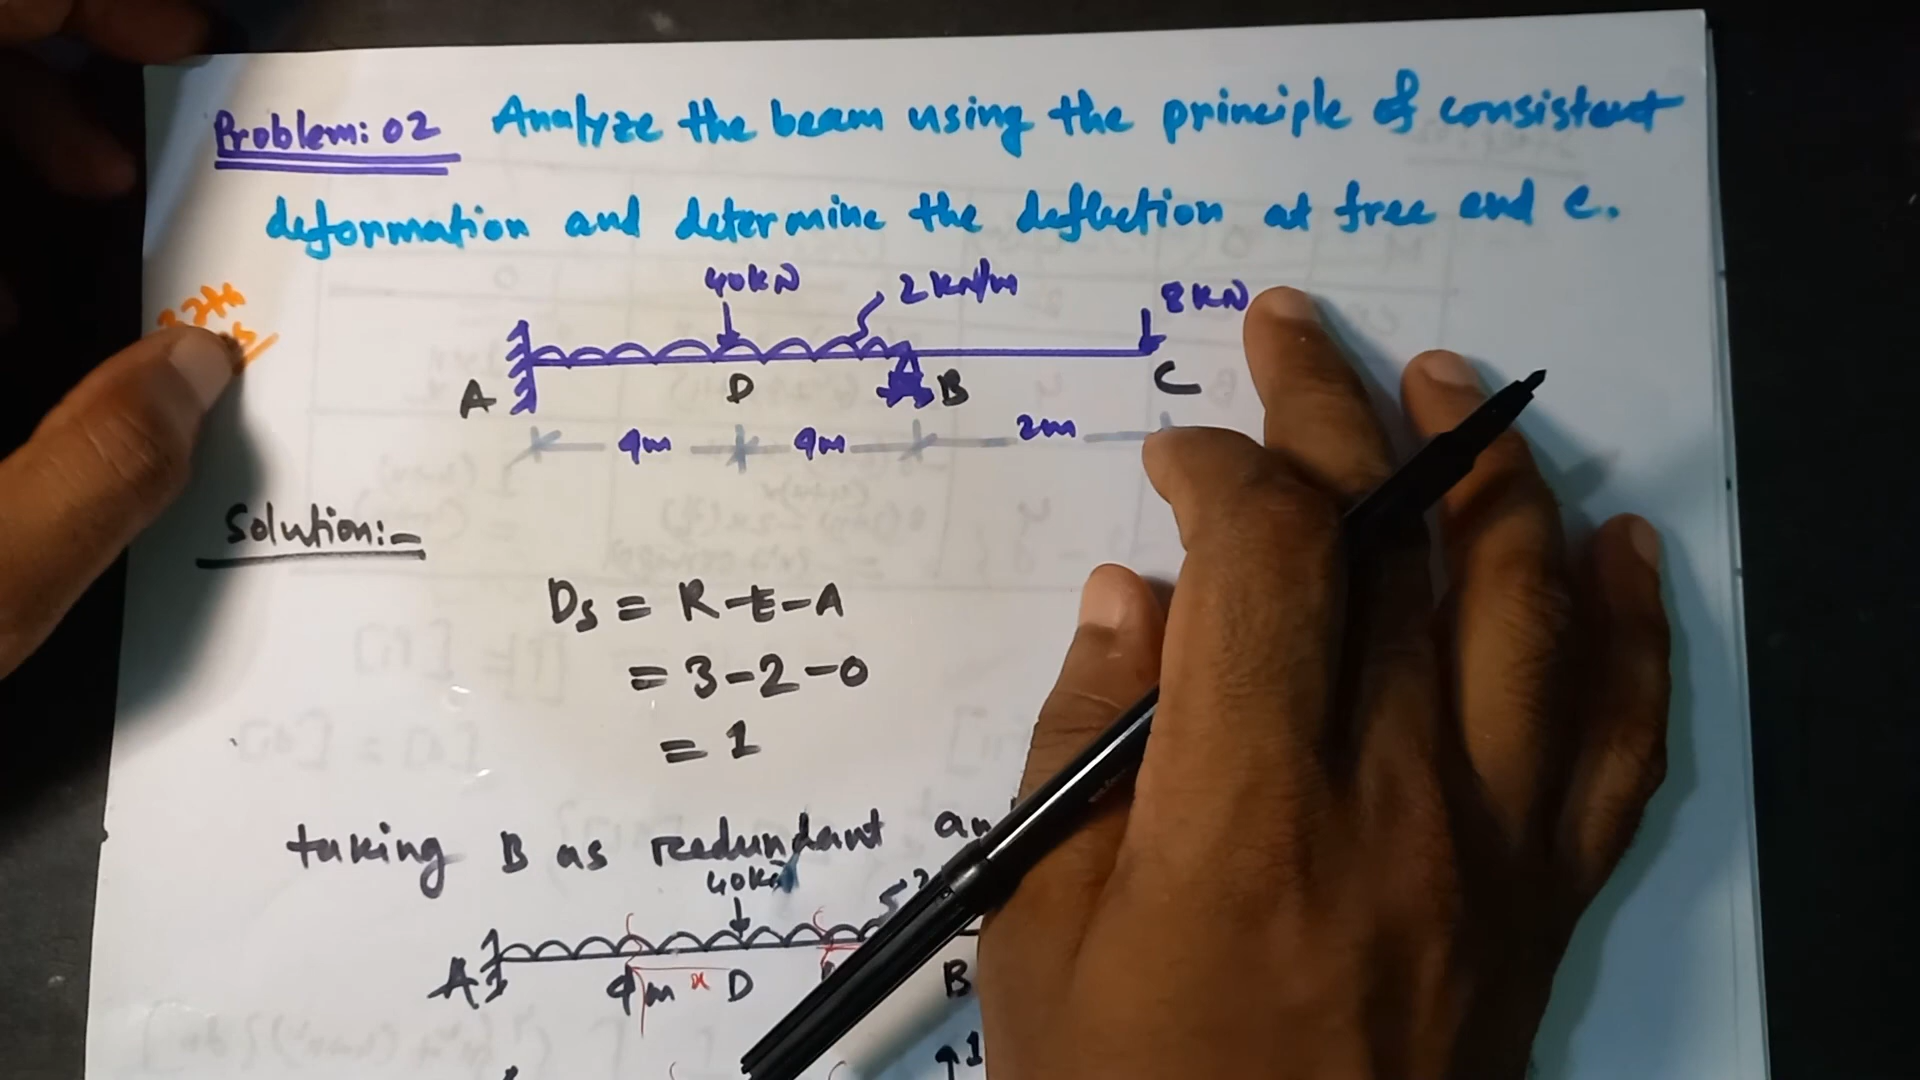 Problem: 02 Analyze the beam using the principle of consistent
deformation and determine the deflection at free end C.
40kN 2kN/m 8kN
A D B C
4m 4m 2m
Solution:-
Ds = R-E-A
= 3-2-0
= 1
taking B as redundant
40kN
A 4m x D B
1